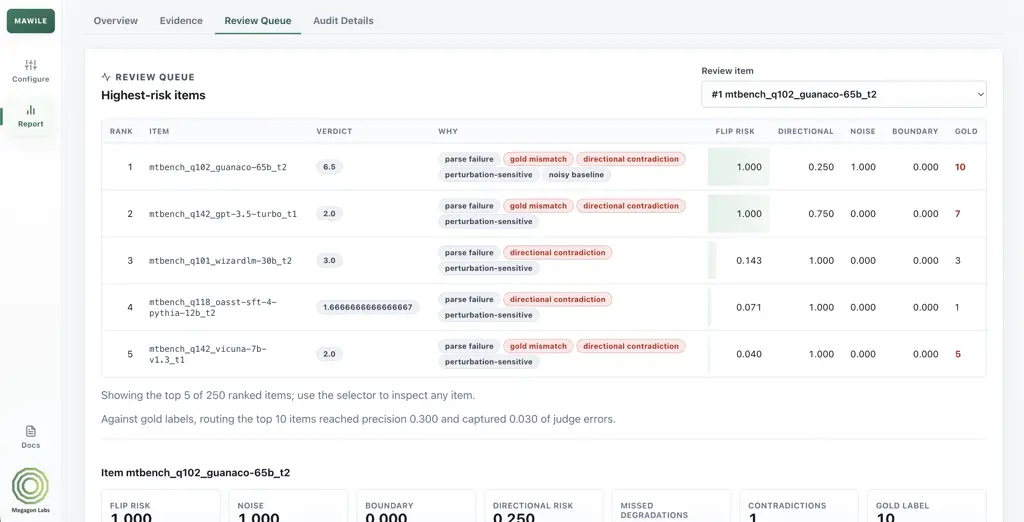 MAWILE
Overview
Evidence
Review Queue
Audit Details
Configure
Report
Docs
Megagon Labs
REVIEW QUEUE
Highest-risk items
Review item
#1 mtbench_q102_guanaco-65b_t2
RANK ITEM VERDICT WHY FLIP RISK DIRECTIONAL NOISE BOUNDARY GOLD
1 mtbench_q102_guanaco-65b_t2 6.5 parse failure gold mismatch directional contradiction 1.000 0.250 1.000 0.000 10
perturbation-sensitive noisy baseline
2 mtbench_q142_gpt-3.5-turbo_t1 2.0 parse failure gold mismatch directional contradiction 1.000 0.750 0.000 0.000 7
perturbation-sensitive
3 mtbench_q101_wizardlm-30b_t2 3.0 parse failure directional contradiction 0.143 1.000 0.000 0.000 3
perturbation-sensitive
4 mtbench_q118_oasst-sft-4- 1.6666666666666667 parse failure directional contradiction 0.071 1.000 0.000 0.000 1
pythia-12b_t2 perturbation-sensitive
5 mtbench_q142_vicuna-7b- 2.0 parse failure gold mismatch directional contradiction 0.040 1.000 0.000 0.000 5
v1.3_t1 perturbation-sensitive
Showing the top 5 of 250 ranked items; use the selector to inspect any item.
Against gold labels, routing the top 10 items reached precision 0.300 and captured 0.030 of judge errors.
Item mtbench_q102_guanaco-65b_t2
FLIP RISK NOISE BOUNDARY DIRECTIONAL RISK MISSED DEGRADATIONS CONTRADICTIONS GOLD LABEL
1.000 1.000 0.000 0.250 1 10